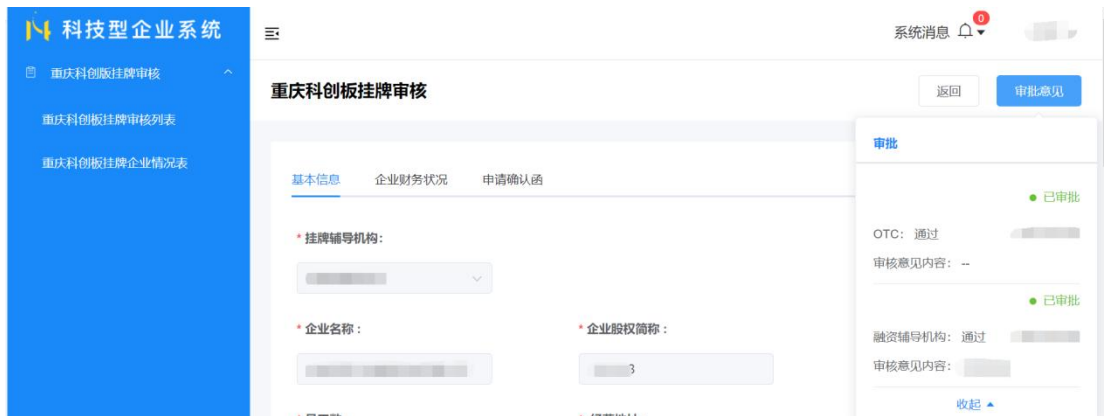 科技型企业系统
系统消息
0
重庆科创版挂牌审核
重庆科创板挂牌审核列表
重庆科创板挂牌企业情况表
重庆科创板挂牌审核
返回
审批意见
基本信息 企业财务状况 申请确认函
* 挂牌辅导机构：
* 企业名称：
* 企业股权简称：
3
审批
已审批
OTC： 通过
审核意见内容： --
已审批
融资辅导机构： 通过
审核意见内容：
收起